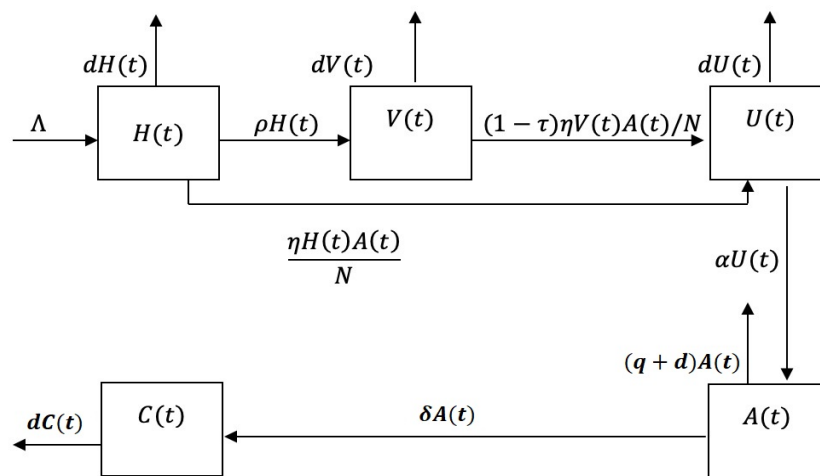 dH(t)
dV(t)
dU(t)
Λ
H(t)
ρH(t)
V(t)
(1 − τ)ηV(t)A(t)/N
U(t)
ηH(t)A(t)
N
αU(t)
(q + d)A(t)
dC(t)
C(t)
δA(t)
A(t)